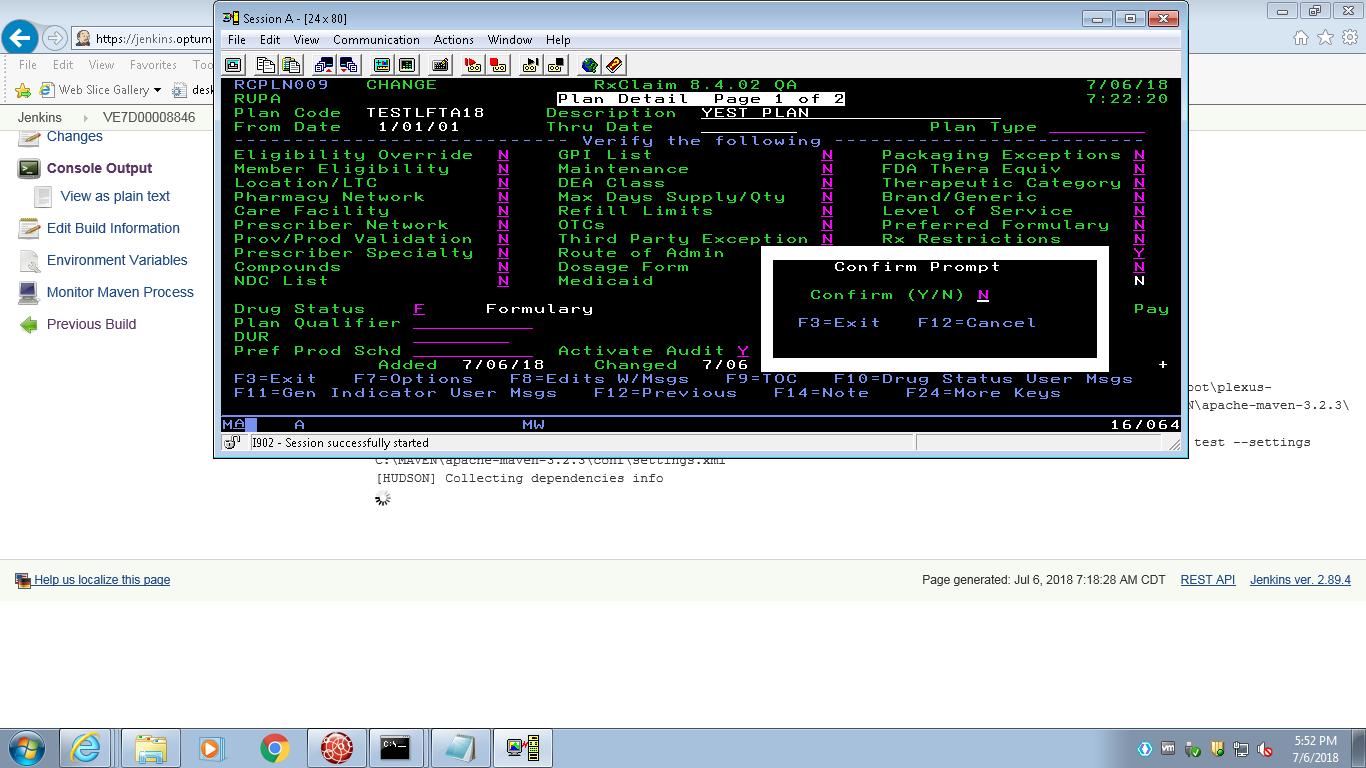 Session A - [24 x 80]
https://jenkins.optum
File Edit View Favorites Too
File Edit View Communication Actions Window Help
Web Slice Gallery desk
Jenkins VE7D00008846
Changes
Console Output
View as plain text
Edit Build Information
Environment Variables
Monitor Maven Process
Previous Build
RCPLN009 CHANGE RxClaim 8.4.02 QA 7/06/18
RUPA Plan Detail Page 1 of 2 7:22:20
Plan Code TESTLFTA18 Description YEST PLAN
From Date 1/01/01 Thru Date Plan Type
Verify the following
Eligibility Override N GPI List N Packaging Exceptions N
Member Eligibility N Maintenance N FDA Thera Equiv N
Location/LTC N DEA Class N Therapeutic Category N
Pharmacy Network N Max Days Supply/Qty N Brand/Generic N
Care Facility N Refill Limits N Level of Service N
Prescriber Network N OTCs N Preferred Formulary N
Prov/Prod Validation N Third Party Exception N Rx Restrictions N
Prescriber Specialty N Route of Admin Y
Compounds N Dosage Form N
NDC List N Medicaid N
Confirm Prompt
Confirm (Y/N) N
F3=Exit F12=Cancel
Drug Status F Formulary Pay
Plan Qualifier
DUR
Pref Prod Schd Activate Audit Y
Added 7/06/18 Changed 7/06 +
F3=Exit F7=Options F8=Edits W/Msgs F9=TOC F10=Drug Status User Msgs
F11=Gen Indicator User Msgs F12=Previous F14=Note F24=More Keys
MA A MW 16/064
I902 - Session successfully started
oot\plexus-
N\apache-maven-3.2.3\
test --settings
C:\MAVEN\apache-maven-3.2.3\conf\settings.xml
[HUDSON] Collecting dependencies info
Help us localize this page
Page generated: Jul 6, 2018 7:18:28 AM CDT REST API Jenkins ver. 2.89.4
5:52 PM
7/6/2018